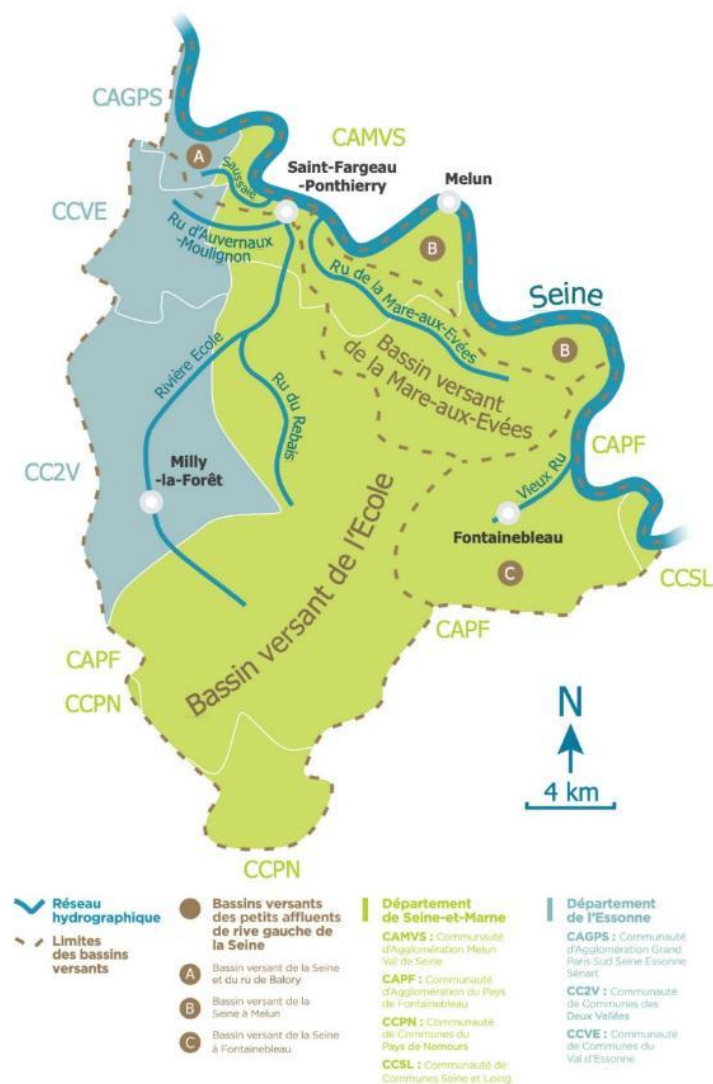 CAGPS
CAMVS
A
Saussaie
Saint-Fargeau
-Ponthierry
Melun
CCVE
Ru d'Auvernaux
-Moulignon
B
Ru de la Mare-aux-Evées
Seine
B
Rivière Ecole
Bassin versant
de la Mare-aux-Evées
Ru du Rebais
CAPF
CC2V
Milly
-la-Forêt
Vieux Ru
Fontainebleau
Bassin versant de l'Ecole
C
CCSL
CAPF
CAPF
CCPN
N
4 km
CCPN
Réseau
hydrographique
Limites
des bassins
versants
Bassins versants
des petits affluents
de rive gauche de
la Seine
A
Bassin versant de la Seine
et du ru de Balory
B
Bassin versant de la
Seine à Melun
C
Bassin versant de la Seine
à Fontainebleau
Département
de Seine-et-Marne
CAMVS : Communauté
d'Agglomération Melun
Val de Seine
CAPF : Communauté
d'Agglomération du Pays
de Fontainebleau
CCPN : Communauté
de Communes du
Pays de Nemours
CCSL : Communauté de
Communes Seine et Loing
Département
de l'Essonne
CAGPS : Communauté
d'Agglomération Grand
Paris Sud Seine Essonne
Sénart
CC2V : Communauté
de Communes des
Deux Vallées
CCVE : Communauté
de Communes du
Val d'Essonne